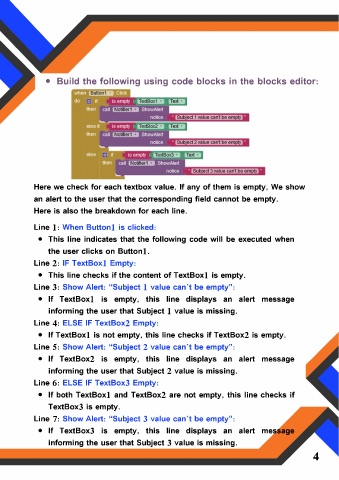 • Build the following using code blocks in the blocks editor:
when Button1 .Click
do if is empty TextBox1 . Text
then call Notifier1 .ShowAlert
notice "Subject 1 value can't be empty"
else if is empty TextBox2 . Text
then call Notifier1 .ShowAlert
notice "Subject 2 value can't be empty"
else if is empty TextBox3 . Text
then call Notifier1 .ShowAlert
notice "Subject 3 value can't be empty"
Here we check for each textbox value. If any of them is empty, We show
an alert to the user that the corresponding field cannot be empty.
Here is also the breakdown for each line.
Line 1: When Button1 is clicked:
• This line indicates that the following code will be executed when
the user clicks on Button1.
Line 2: IF TextBox1 Empty:
• This line checks if the content of TextBox1 is empty.
Line 3: Show Alert: "Subject 1 value can't be empty":
• If TextBox1 is empty, this line displays an alert message
informing the user that Subject 1 value is missing.
Line 4: ELSE IF TextBox2 Empty:
• If TextBox1 is not empty, this line checks if TextBox2 is empty.
Line 5: Show Alert: "Subject 2 value can't be empty":
• If TextBox2 is empty, this line displays an alert message
informing the user that Subject 2 value is missing.
Line 6: ELSE IF TextBox3 Empty:
• If both TextBox1 and TextBox2 are not empty, this line checks if
TextBox3 is empty.
Line 7: Show Alert: "Subject 3 value can't be empty":
• If TextBox3 is empty, this line displays an alert message
informing the user that Subject 3 value is missing.
4